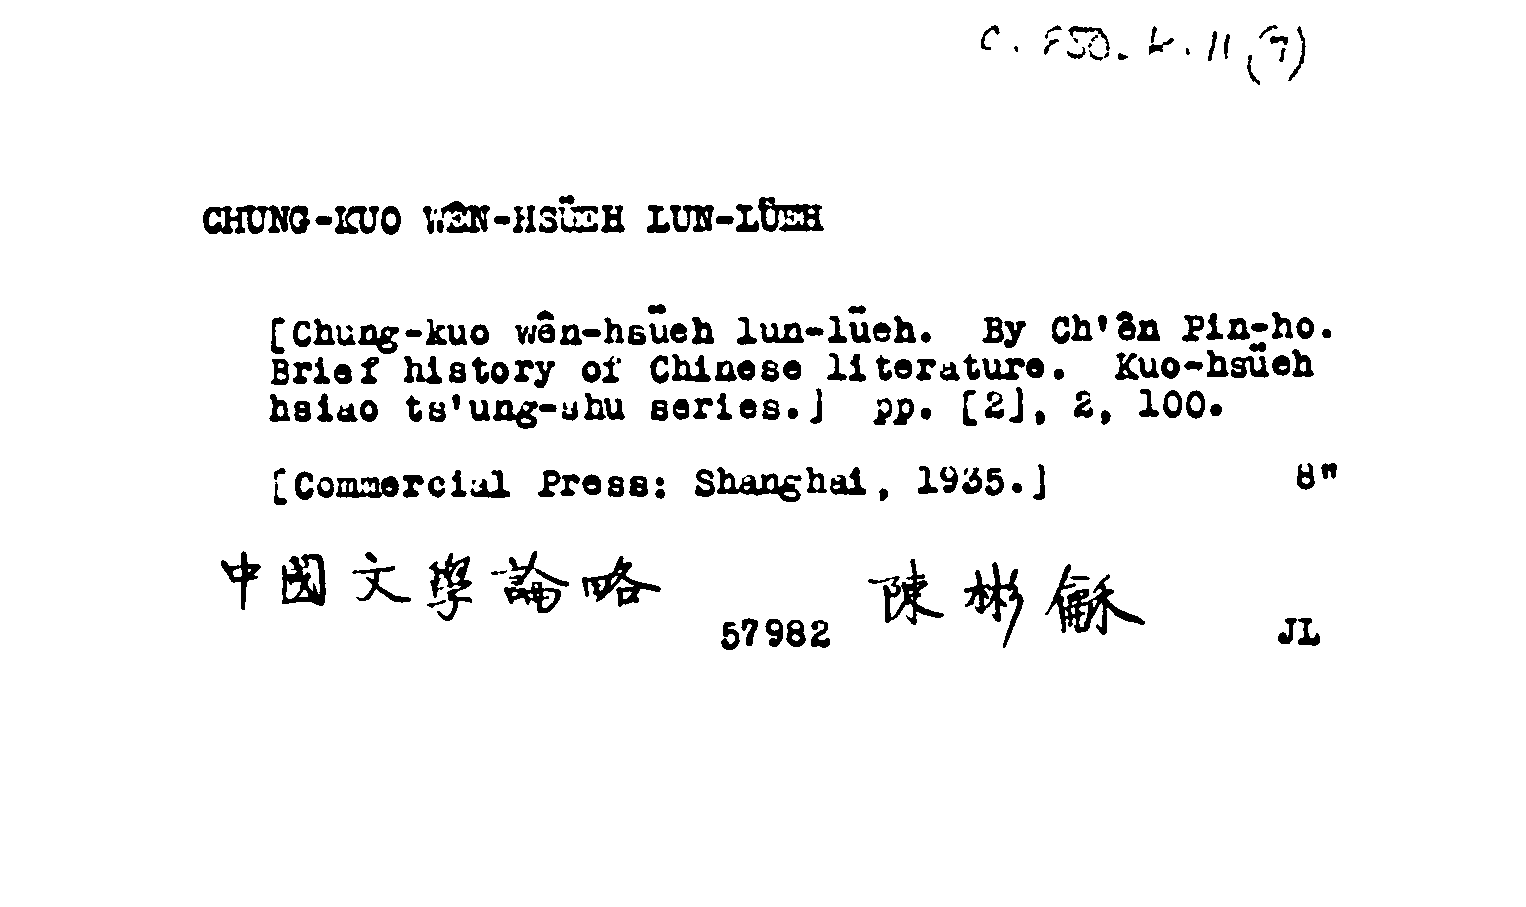 C. 11 (7)
CHUNG-KUO WÊN-HSÜEH LUN-LÜEH
[Chung-kuo wên-hsüeh lun-lüeh. By Ch'ên Pin-ho.
Brief history of Chinese literature. Kuo-hsüeh
hsiao ts'ung-shu series.] pp. [2], 2, 100.
[Commercial Press: Shanghai, 1935.] 8"
中國文學論略 陳彬龢
57982 JL